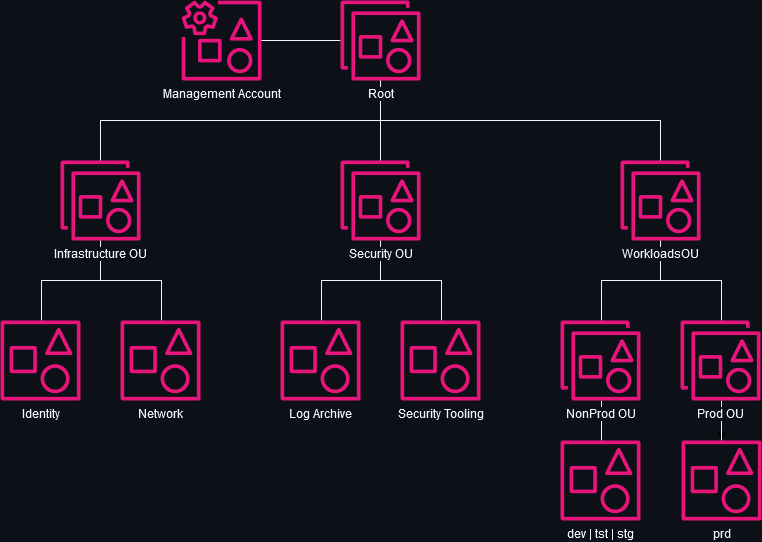 Management Account
Root
Infrastructure OU
Security OU
WorkloadsOU
Identity
Network
Log Archive
Security Tooling
NonProd OU
Prod OU
dev | tst | stg
prd